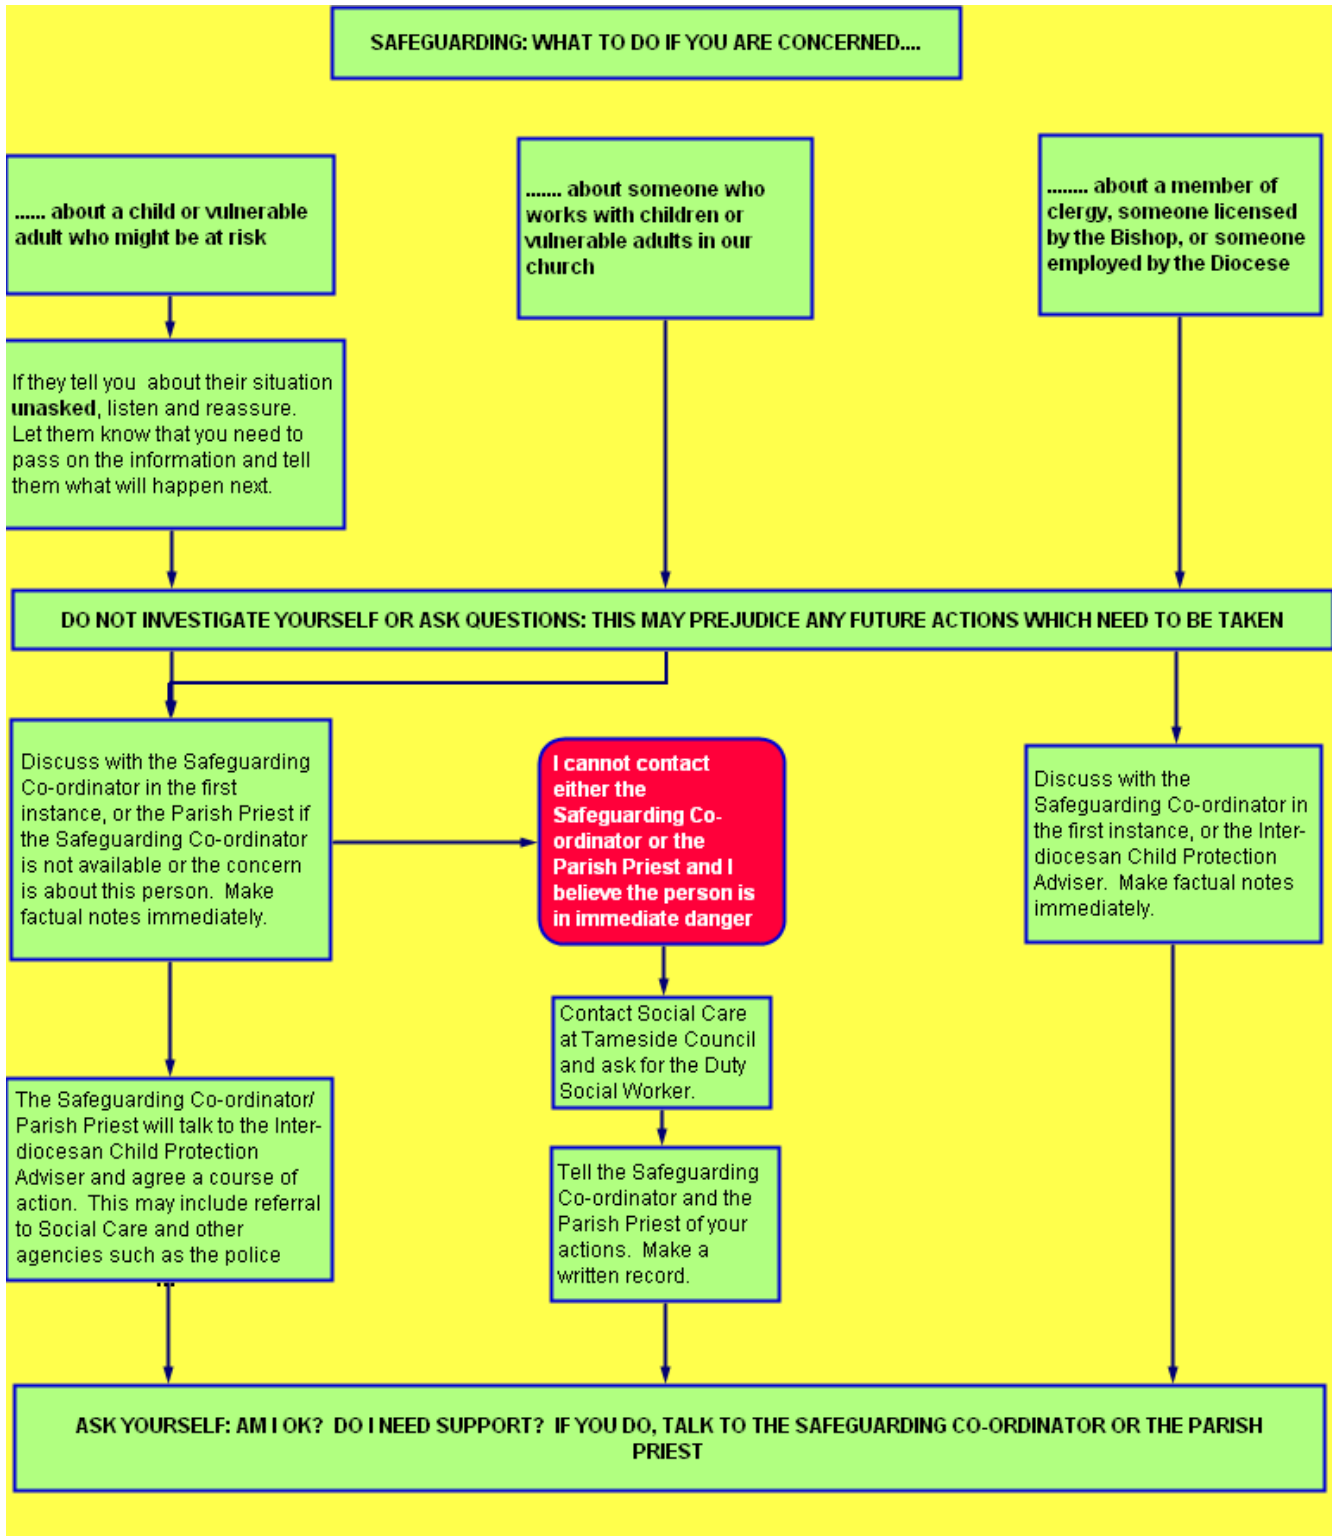 SAFEGUARDING: WHAT TO DO IF YOU ARE CONCERNED....
...... about a child or vulnerable
adult who might be at risk
....... about someone who
works with children or
vulnerable adults in our
church
........ about a member of
clergy, someone licensed
by the Bishop, or someone
employed by the Diocese
If they tell you about their situation
unasked, listen and reassure.
Let them know that you need to
pass on the information and tell
them what will happen next.
DO NOT INVESTIGATE YOURSELF OR ASK QUESTIONS: THIS MAY PREJUDICE ANY FUTURE ACTIONS WHICH NEED TO BE TAKEN
Discuss with the Safeguarding
Co-ordinator in the first
instance, or the Parish Priest if
the Safeguarding Co-ordinator
is not available or the concern
is about this person. Make
factual notes immediately.
I cannot contact
either the
Safeguarding Co-
ordinator or the
Parish Priest and I
believe the person is
in immediate danger
Discuss with the
Safeguarding Co-ordinator in
the first instance, or the Inter-
diocesan Child Protection
Adviser. Make factual notes
immediately.
Contact Social Care
at Tameside Council
and ask for the Duty
Social Worker.
The Safeguarding Co-ordinator/
Parish Priest will talk to the Inter-
diocesan Child Protection
Adviser and agree a course of
action. This may include referral
to Social Care and other
agencies such as the police
Tell the Safeguarding
Co-ordinator and the
Parish Priest of your
actions. Make a
written record.
ASK YOURSELF: AM I OK? DO I NEED SUPPORT? IF YOU DO, TALK TO THE SAFEGUARDING CO-ORDINATOR OR THE PARISH
PRIEST